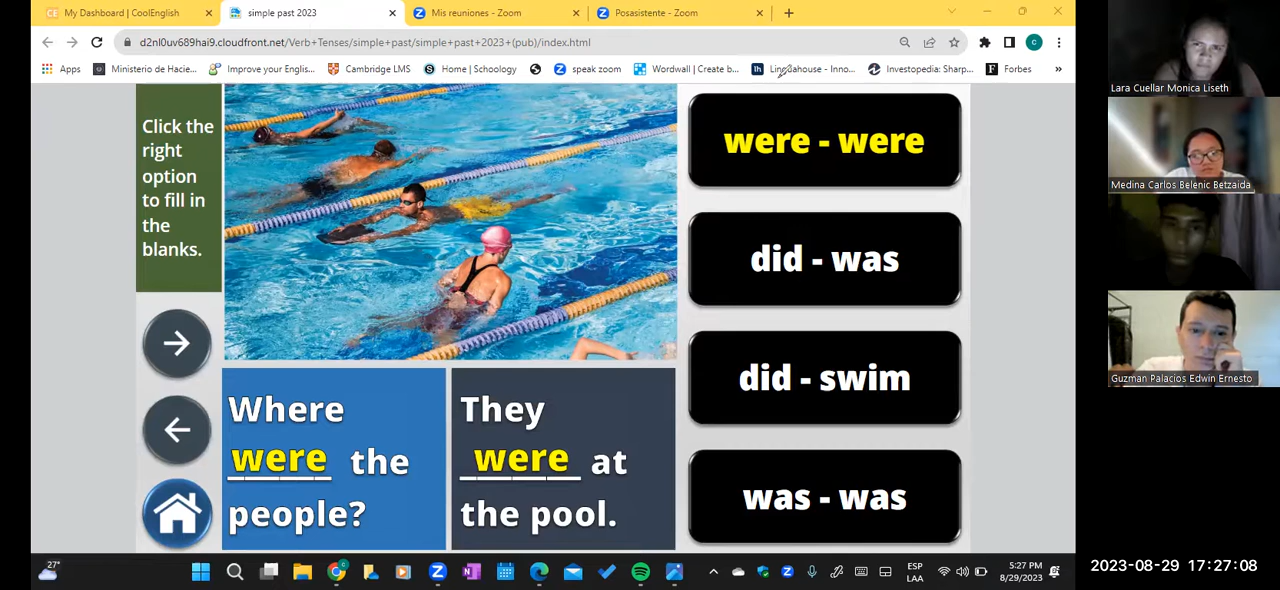 CE My Dashboard | CoolEnglish
simple past 2023
Mis reuniones - Zoom
Posasistente - Zoom
d2nl0uv689hai9.cloudfront.net/Verb+Tenses/simple+past/simple+past+2023+(pub)/index.html
Apps
Ministerio de Hacie...
Improve your Englis...
Cambridge LMS
Home | Schoology
speak zoom
Wordwall | Create b...
Linguahouse - Inno...
Investopedia: Sharp...
Forbes
»
Click the
right
option
to fill in
the
blanks.
Where
were the
people?
They
were at
the pool.
were - were
did - was
did - swim
was - was
Lara Cuellar Monica Liseth
Medina Carlos Belenic Betzaida
Guzman Palacios Edwin Ernesto
27°
ESP
LAA
5:27 PM
8/29/2023
2023-08-29 17:27:08